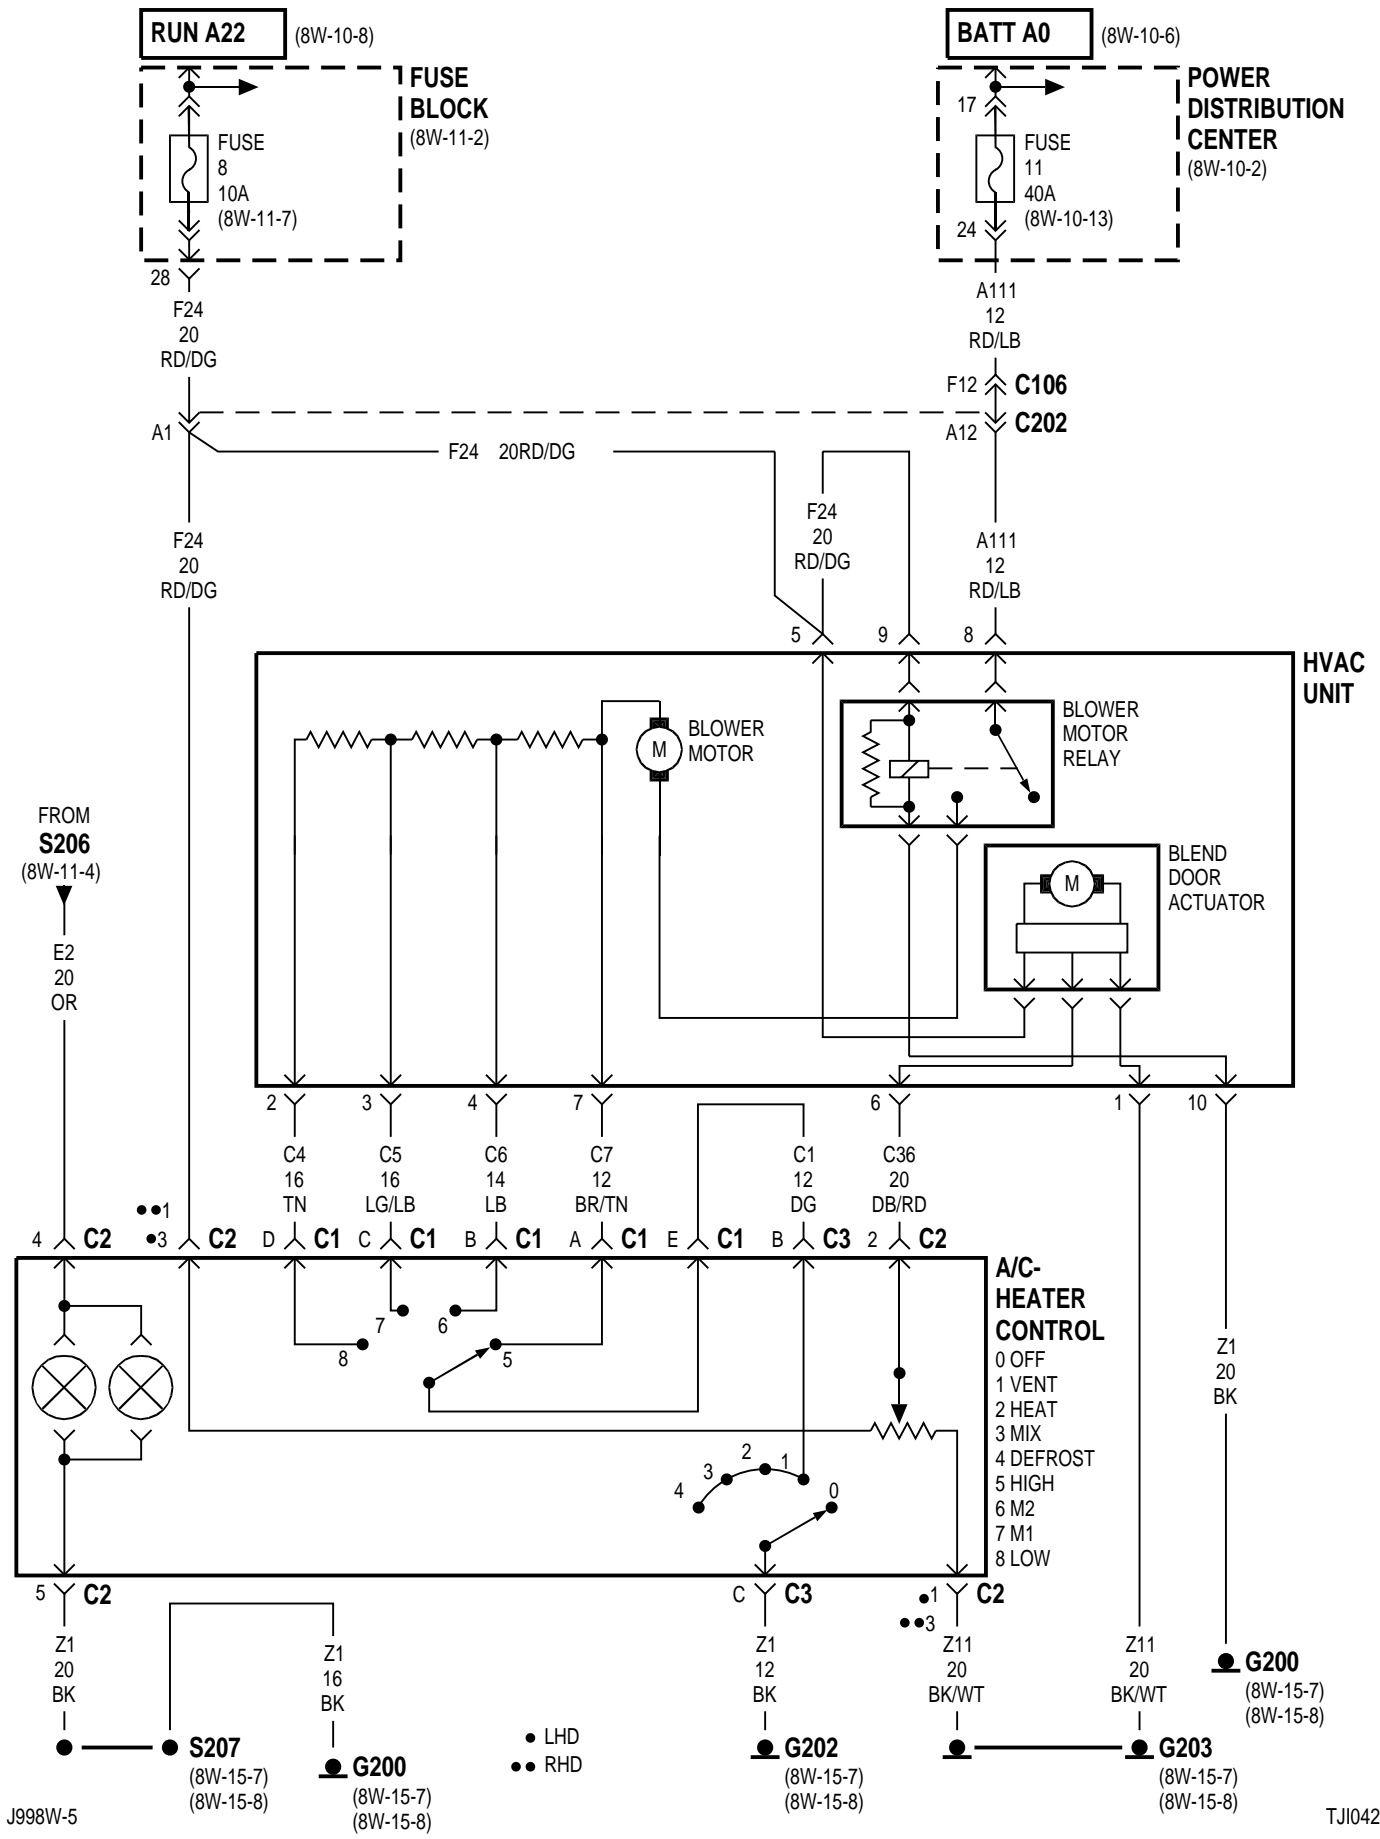 RUN A22
(8W-10-8)
BATT A0
(8W-10-6)
FUSE
BLOCK
(8W-11-2)
FUSE
8
10A
(8W-11-7)
28
F24
20
RD/DG
17
FUSE
11
40A
(8W-10-13)
24
POWER
DISTRIBUTION
CENTER
(8W-10-2)
A111
12
RD/LB
F12
C106
A1
A12
C202
F24 20RD/DG
F24
20
RD/DG
F24
20
RD/DG
A111
12
RD/LB
5
9
8
HVAC
UNIT
M
BLOWER
MOTOR
BLOWER
MOTOR
RELAY
M
BLEND
DOOR
ACTUATOR
FROM
S206
(8W-11-4)
E2
20
OR
2
3
4
7
6
1
10
C4
16
TN
C5
16
LG/LB
C6
14
LB
C7
12
BR/TN
C1
12
DG
C36
20
DB/RD
••1
•3
4
C2
C2
D
C1
C
C1
B
C1
A
C1
E
C1
B
C3
2
C2
A/C-
HEATER
CONTROL
0 OFF
1 VENT
2 HEAT
3 MIX
4 DEFROST
5 HIGH
6 M2
7 M1
8 LOW
8
7
6
5
4
3
2
1
0
Z1
20
BK
5
C2
C
C3
•1
••3
C2
Z1
20
BK
Z1
16
BK
Z1
12
BK
Z11
20
BK/WT
Z11
20
BK/WT
G200
(8W-15-7)
(8W-15-8)
S207
(8W-15-7)
(8W-15-8)
G200
(8W-15-7)
(8W-15-8)
• LHD
•• RHD
G202
(8W-15-7)
(8W-15-8)
G203
(8W-15-7)
(8W-15-8)
J998W-5
TJI042